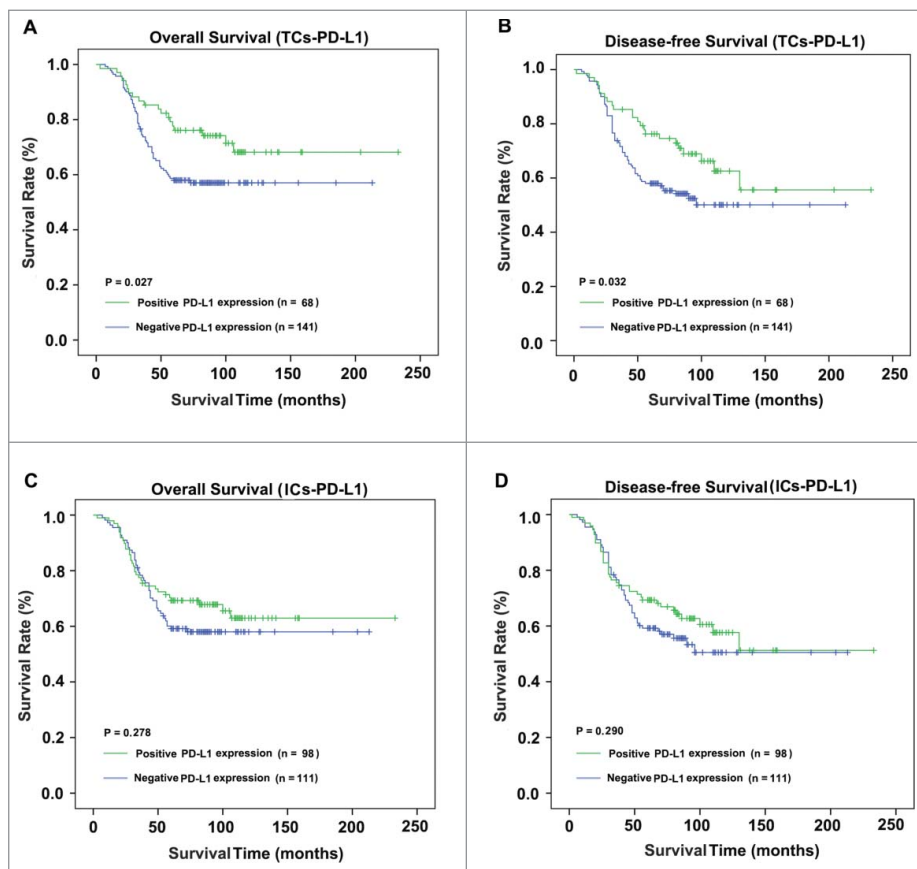 A
Overall Survival (TCs-PD-L1)
1.0
0.8
0.6
0.4
0.2
0.0
Survival Rate (%)
P = 0.027
Positive PD-L1 expression (n = 68)
Negative PD-L1 expression (n = 141)
0 50 100 150 200 250
Survival Time (months)
B
Disease-free Survival (TCs-PD-L1)
1.0
0.8
0.6
0.4
0.2
0.0
Survival Rate (%)
P = 0.032
Positive PD-L1 expression (n = 68)
Negative PD-L1 expression (n = 141)
0 50 100 150 200 250
Survival Time (months)
C
Overall Survival (ICs-PD-L1)
1.0
0.8
0.6
0.4
0.2
0.00
Survival Rate (%)
P = 0.278
Positive PD-L1 expression (n = 98)
Negative PD-L1 expression (n = 111)
0 50 100 150 200 250
Survival Time (months)
D
Disease-free Survival (ICs-PD-L1)
1.0
0.8
0.6
0.4
0.2
0.00
Survival Rate (%)
P = 0.290
Positive PD-L1 expression (n = 98)
Negative PD-L1 expression (n = 111)
0 50 100 150 200 250
Survival Time (months)